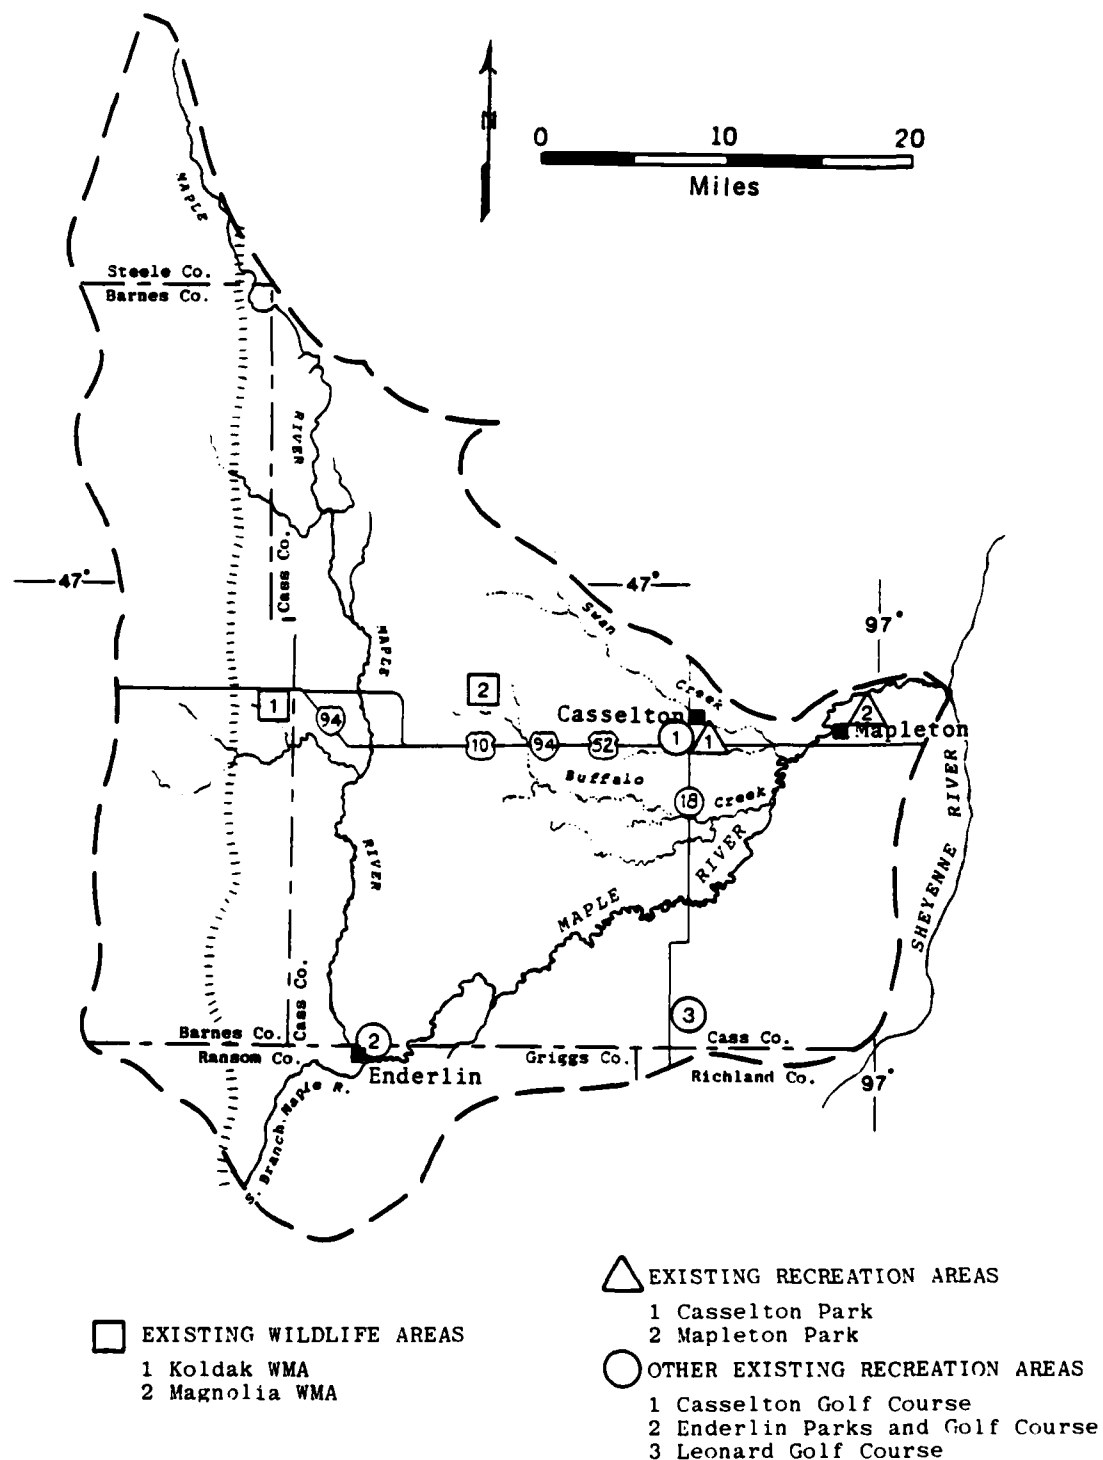 N
0 10 20
Miles
MAPLE
Steele Co.
Barnes Co.
RIVER
Cass Co.
47°
47°
Swan
97°
MAPLE
2
Creek
1
94
Casselton
2
Mapleton
10
94
52
1
1
Buffalo
18
Creek
RIVER
RIVER
MAPLE
SHEYENNE RIVER
Cass Co.
3
Barnes Co.
2
Cass Co.
Ransom Co.
Griggs Co.
Enderlin
Richland Co.
97°
S. Branch Maple R.
EXISTING RECREATION AREAS
1 Casselton Park
2 Mapleton Park
EXISTING WILDLIFE AREAS
1 Koldak WMA
2 Magnolia WMA
OTHER EXISTING RECREATION AREAS
1 Casselton Golf Course
2 Enderlin Parks and Golf Course
3 Leonard Golf Course